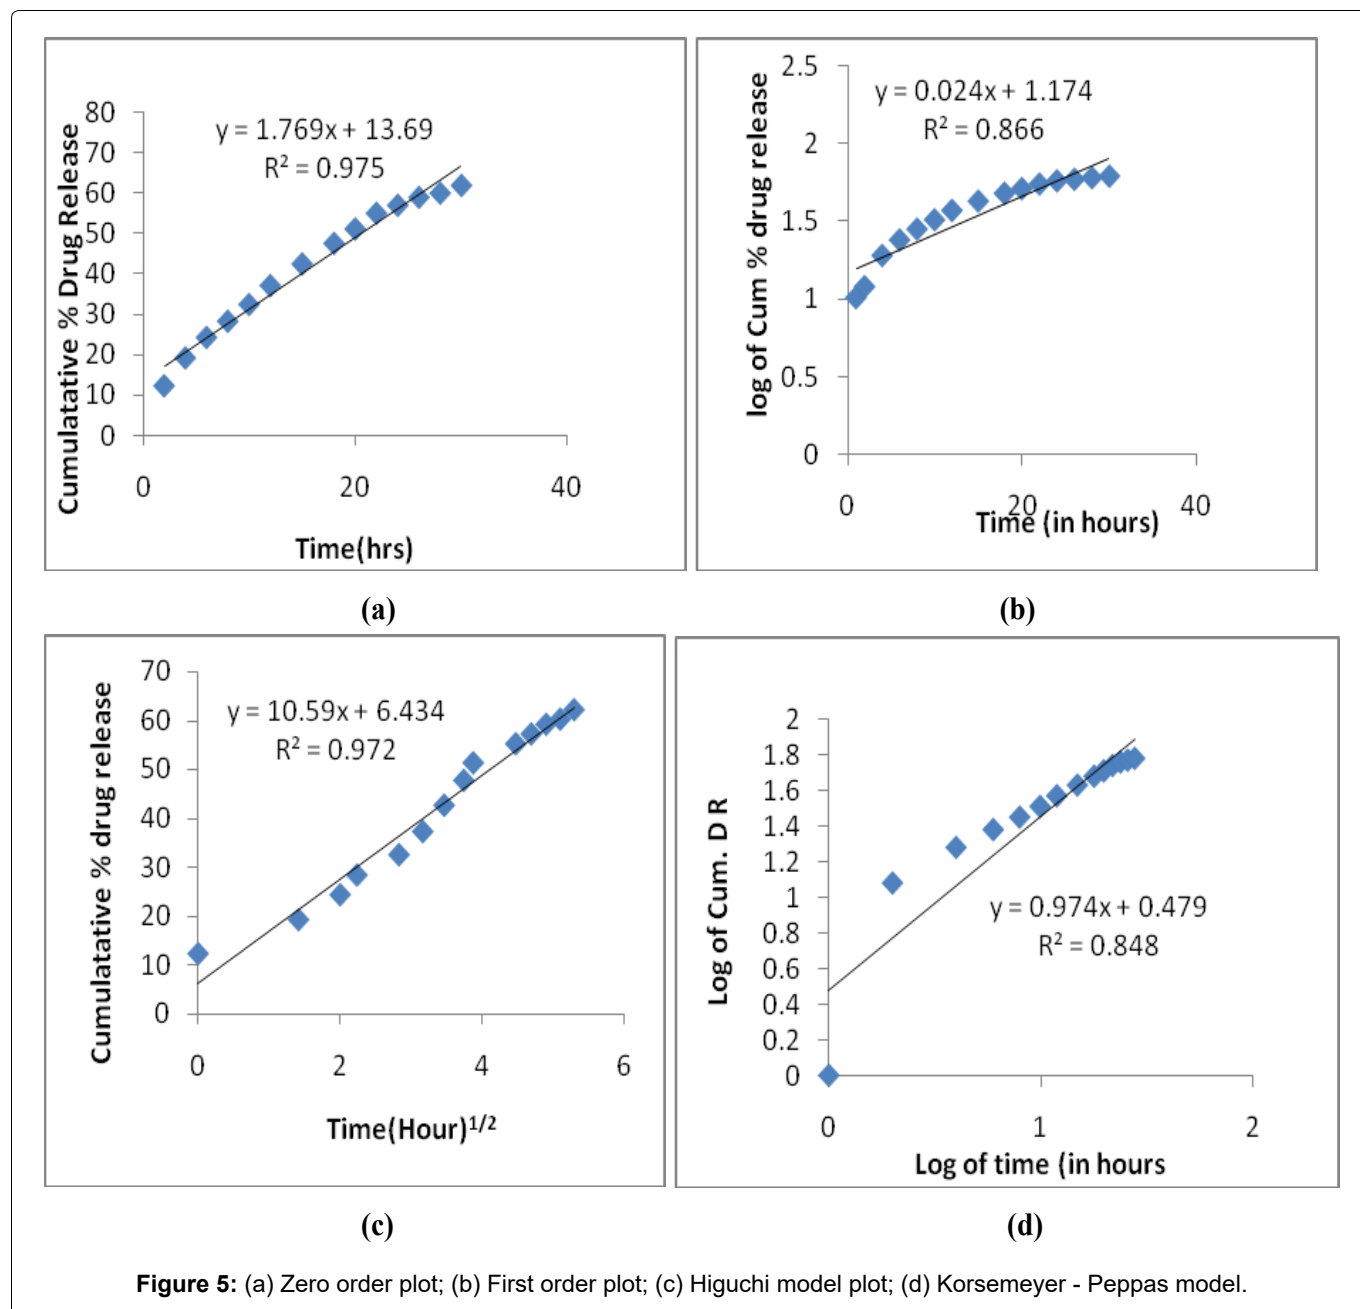 80
70
60
50
40
30
20
10
0
0
20
40
y = 1.769x + 13.69
R² = 0.975
Cumulatative % Drug Release
Time(hrs)
(a)
2.5
2
1.5
1
0.5
0
0
20
40
y = 0.024x + 1.174
R² = 0.866
log of Cum % drug release
Time (in hours)
(b)
70
60
50
40
30
20
10
0
0
2
4
6
y = 10.59x + 6.434
R² = 0.972
Cumulatative % drug release
Time(Hour)¹/²
(c)
2
1.8
1.6
1.4
1.2
1
0.8
0.6
0.4
0.2
0
0
1
2
y = 0.974x + 0.479
R² = 0.848
Log of Cum. D R
Log of time (in hours
(d)
Figure 5: (a) Zero order plot; (b) First order plot; (c) Higuchi model plot; (d) Korsemeyer - Peppas model.